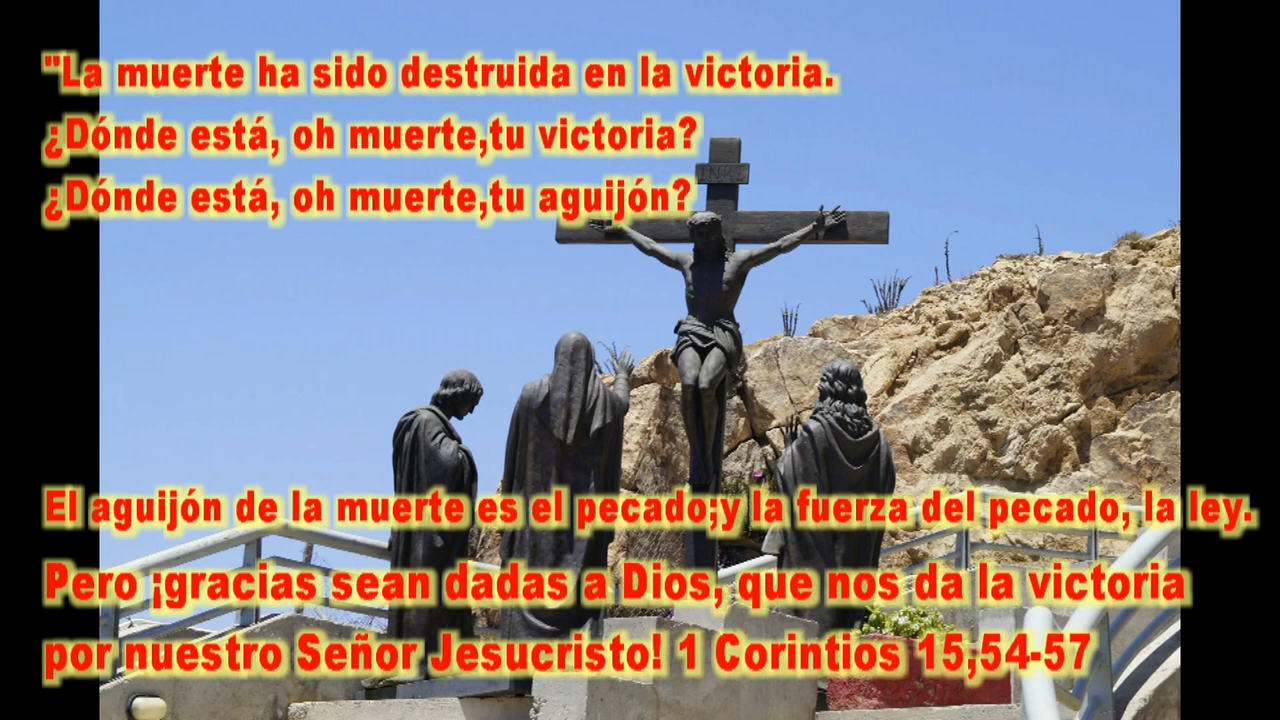 "La muerte ha sido destruida en la victoria.
¿Dónde está, oh muerte,tu victoria?
¿Dónde está, oh muerte,tu aguijón?
INRI
El aguijón de la muerte es el pecado;y la fuerza del pecado, la ley.
Pero ¡gracias sean dadas a Dios, que nos da la victoria
por nuestro Señor Jesucristo! 1 Corintios 15,54-57